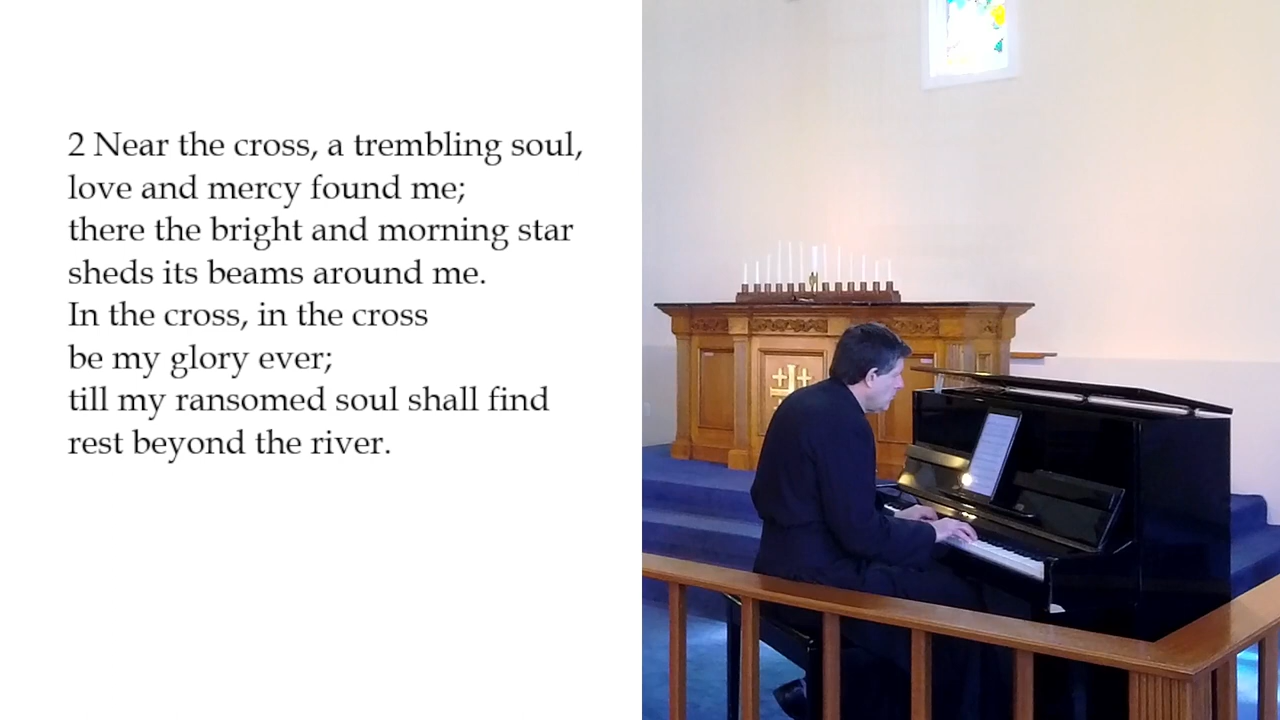 2 Near the cross, a trembling soul,
love and mercy found me;
there the bright and morning star
sheds its beams around me.
In the cross, in the cross
be my glory ever;
till my ransomed soul shall find
rest beyond the river.